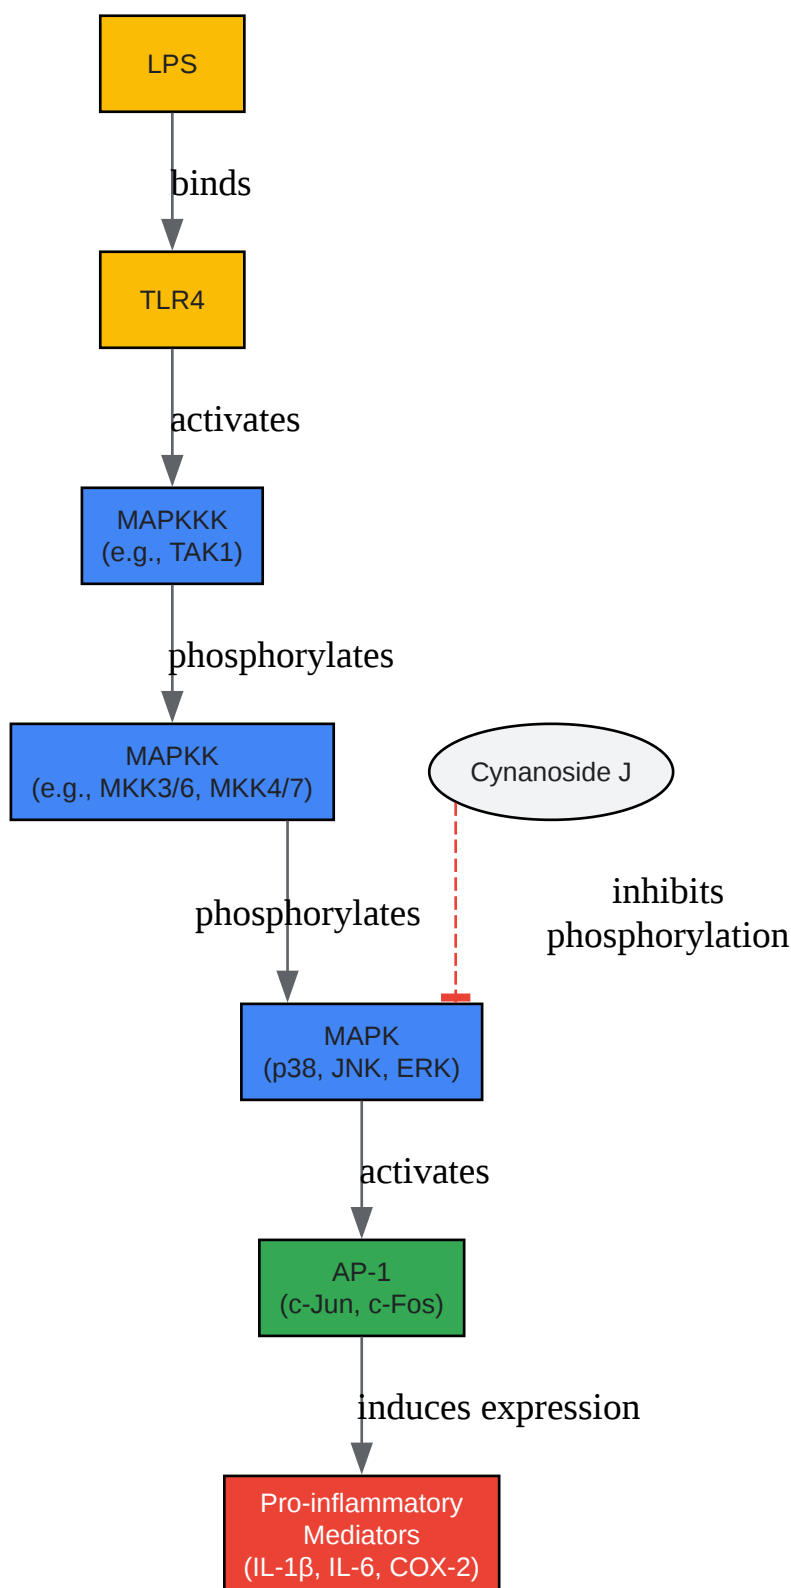 LPS
binds
TLR4
activates
MAPKKK
(e.g., TAK1)
phosphorylates
MAPKK
(e.g., MKK3/6, MKK4/7)
Cynanoside J
phosphorylates
inhibits
phosphorylation
MAPK
(p38, JNK, ERK)
activates
AP-1
(c-Jun, c-Fos)
induces expression
Pro-inflammatory
Mediators
(IL-1β, IL-6, COX-2)